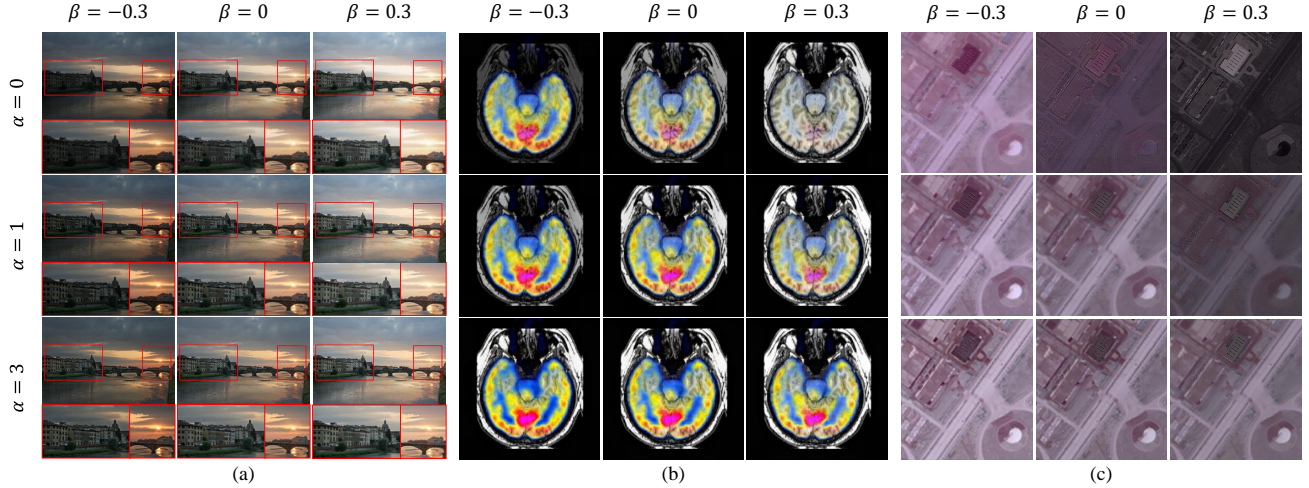 β = −0.3 β = 0 β = 0.3 β = −0.3 β = 0 β = 0.3 β = −0.3 β = 0 β = 0.3
α = 0
α = 1
α = 3
(a) (b) (c)